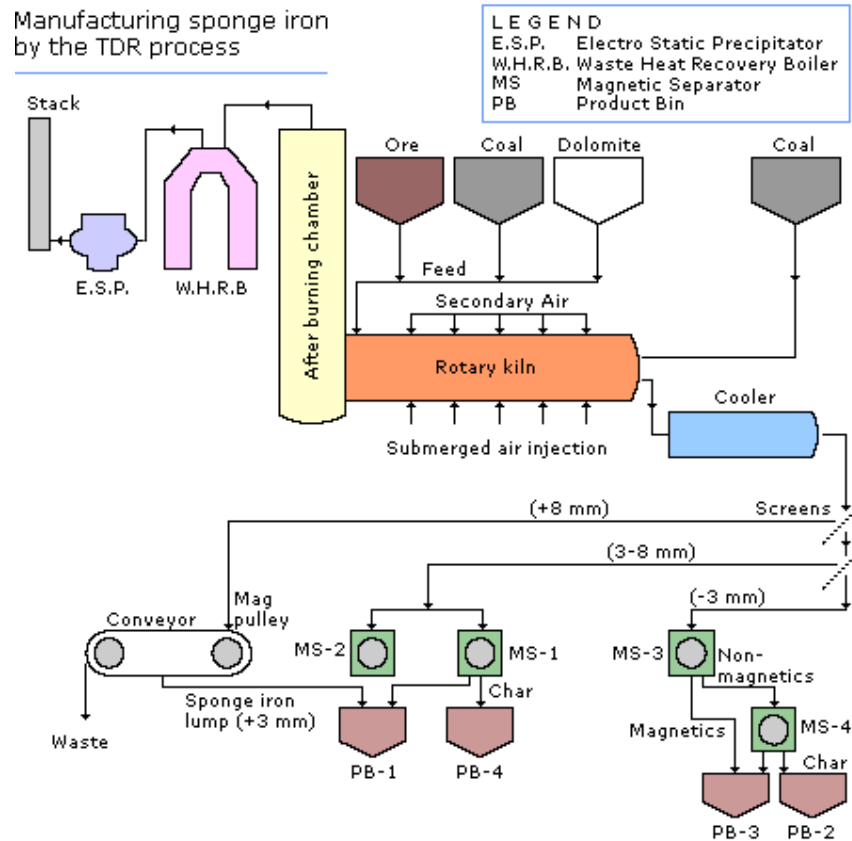 Manufacturing sponge iron
by the TDR process
L E G E N D
E.S.P. Electro Static Precipitator
W.H.R.B. Waste Heat Recovery Boiler
MS Magnetic Separator
PB Product Bin
Stack
Ore
Coal
Dolomite
Coal
E.S.P.
W.H.R.B
After burning chamber
Feed
Secondary Air
Rotary kiln
Cooler
Submerged air injection
(+8 mm)
Screens
(3-8 mm)
(-3 mm)
Conveyor
Mag
pulley
MS-2
MS-1
MS-3
Non-
magnetics
Sponge iron
lump (+3 mm)
Char
Waste
Magnetics
MS-4
Char
PB-1
PB-4
PB-3
PB-2